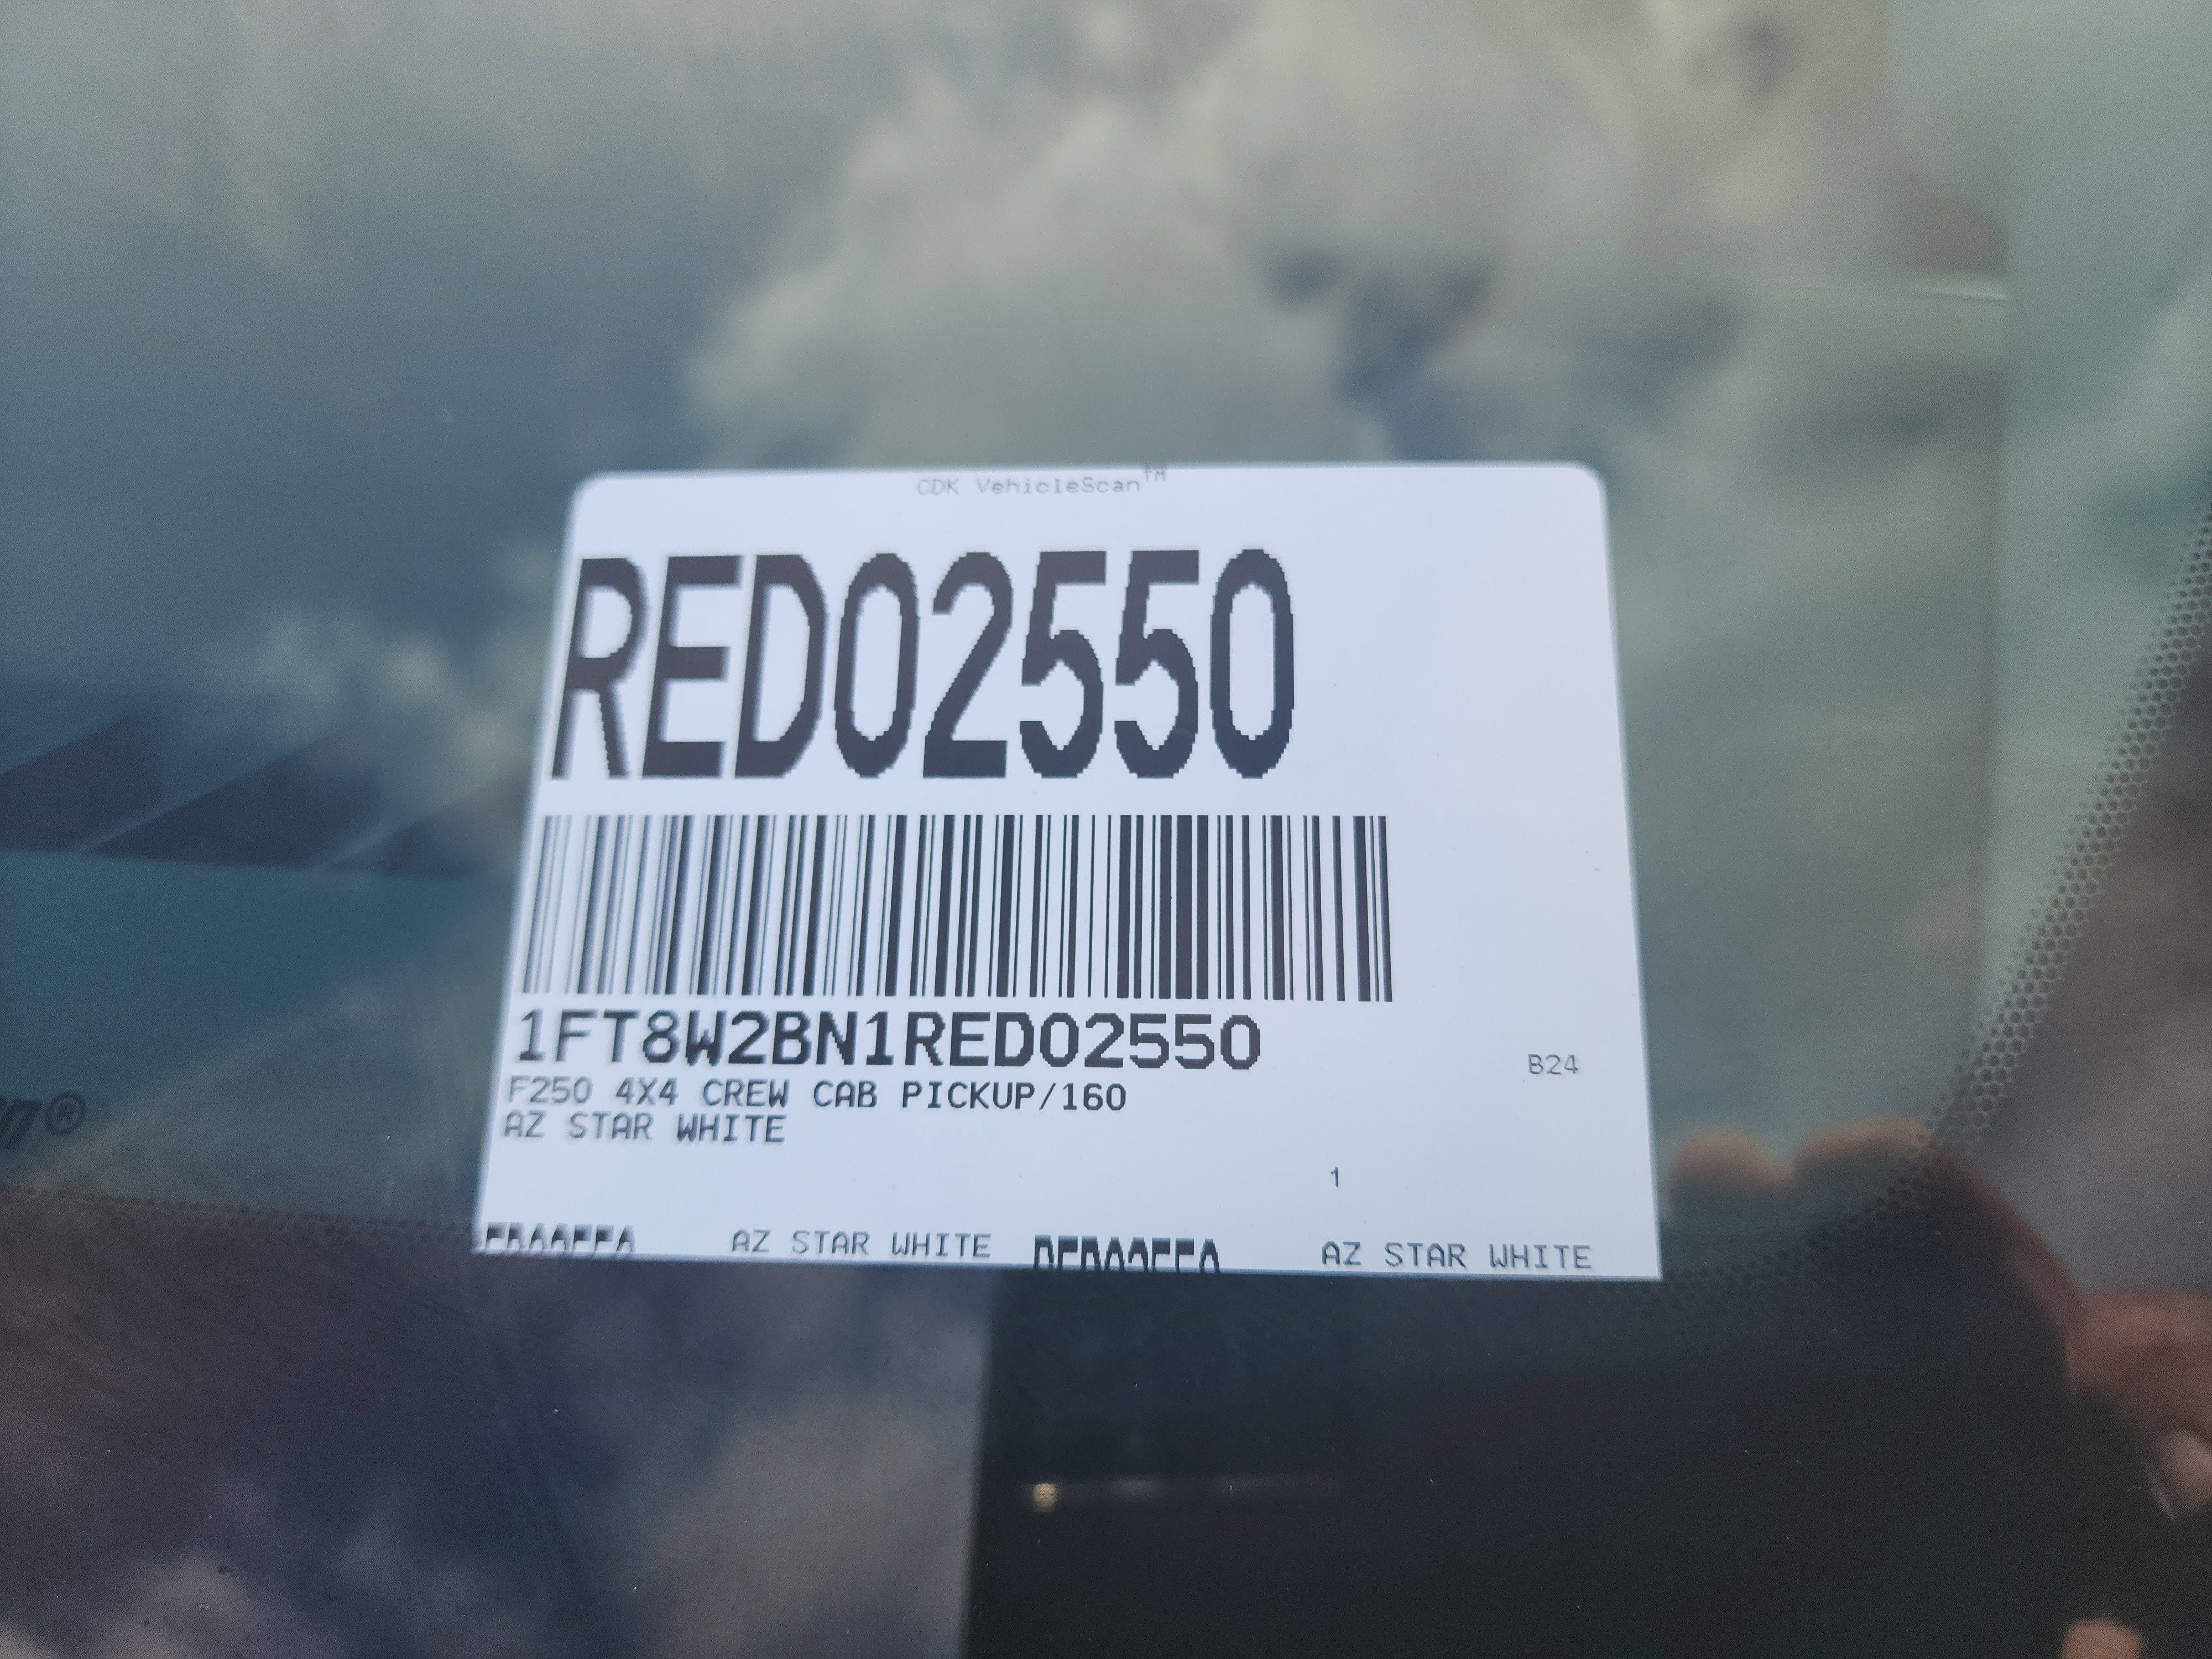 CDK VehicleScan™
RED02550
1FT8W2BN1RED02550
B24
F250 4X4 CREW CAB PICKUP/160
AZ STAR WHITE
1
AZ STAR WHITE AZ STAR WHITE